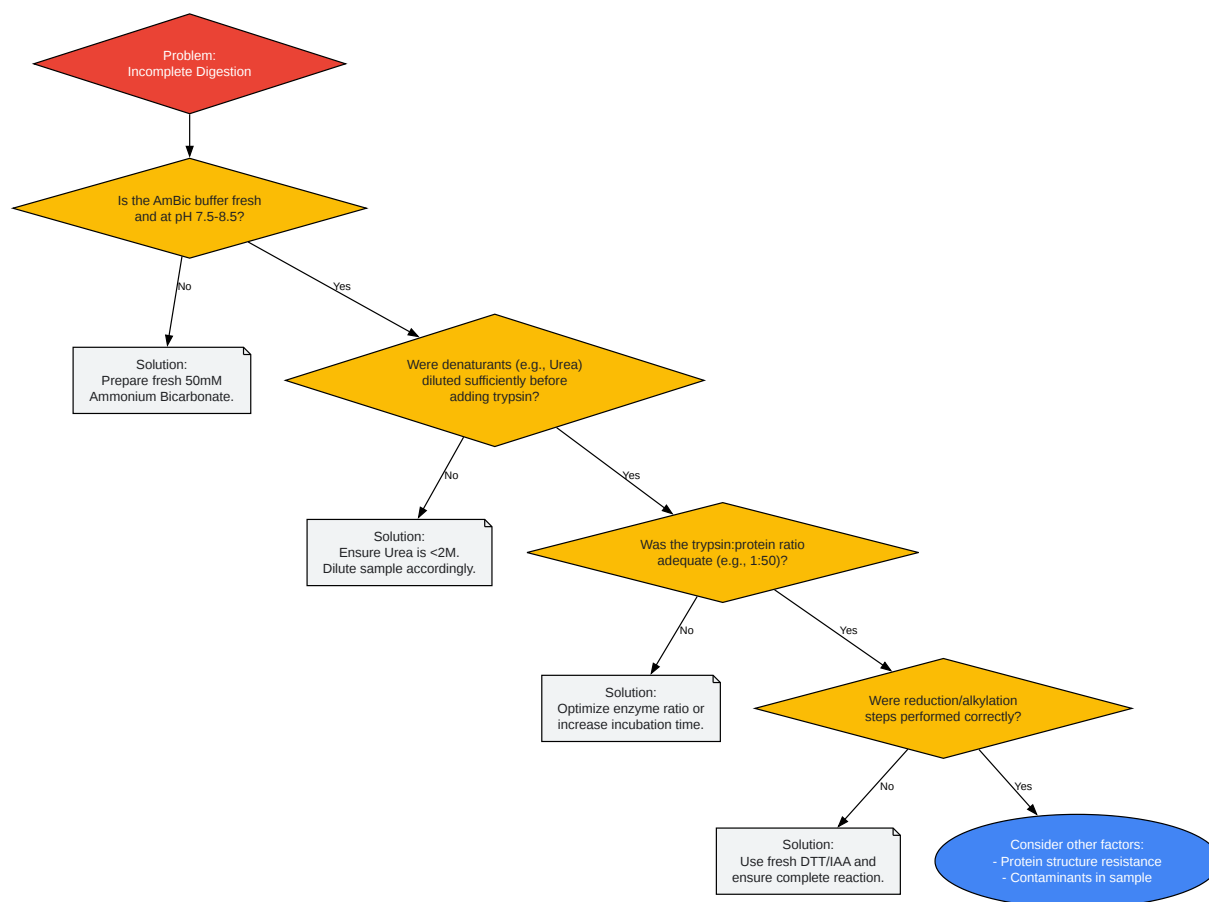 Problem:
Incomplete Digestion
Is the AmBic buffer fresh
and at pH 7.5-8.5?
No
Yes
Solution:
Prepare fresh 50mM
Ammonium Bicarbonate.
Were denaturants (e.g., Urea)
diluted sufficiently before
adding trypsin?
No
Yes
Solution:
Ensure Urea is <2M.
Dilute sample accordingly.
Was the trypsin:protein ratio
adequate (e.g., 1:50)?
No
Yes
Solution:
Optimize enzyme ratio or
increase incubation time.
Were reduction/alkylation
steps performed correctly?
No
Yes
Solution:
Use fresh DTT/IAA and
ensure complete reaction.
Consider other factors:
- Protein structure resistance
- Contaminants in sample